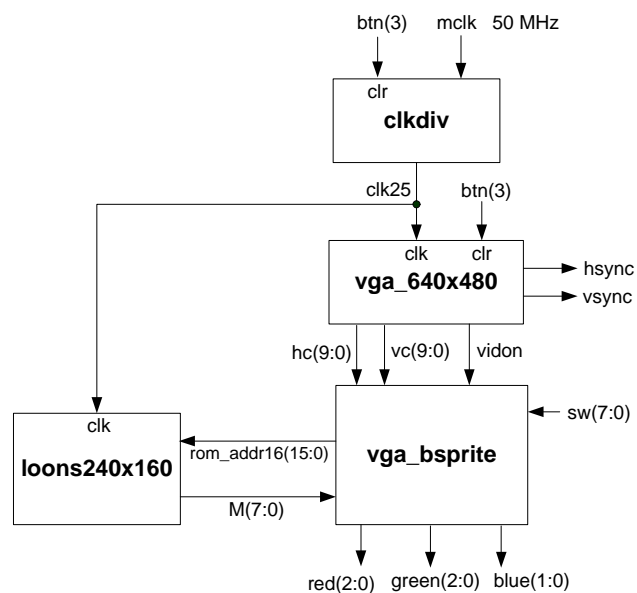 btn(3) mclk 50 MHz
clr
clkdiv
clk25 btn(3)
clk clr
vga_640x480
hsync
vsync
hc(9:0) vc(9:0) vidon
sw(7:0)
clk
loons240x160
rom_addr16(15:0)
vga_bsprite
M(7:0)
red(2:0) green(2:0) blue(1:0)